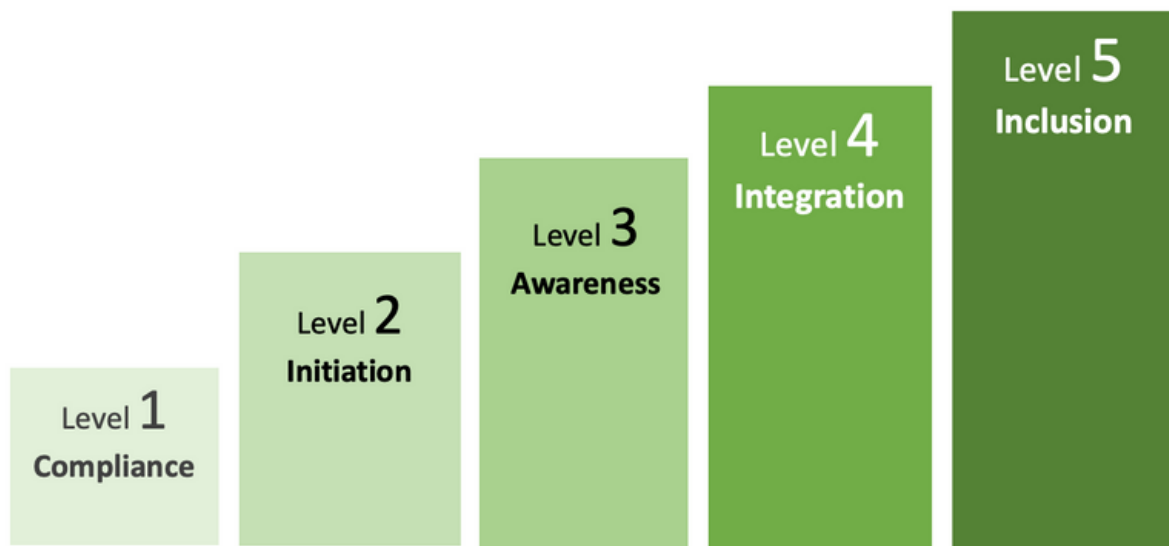 Level 1
Compliance
Level 2
Initiation
Level 3
Awareness
Level 4
Integration
Level 5
Inclusion